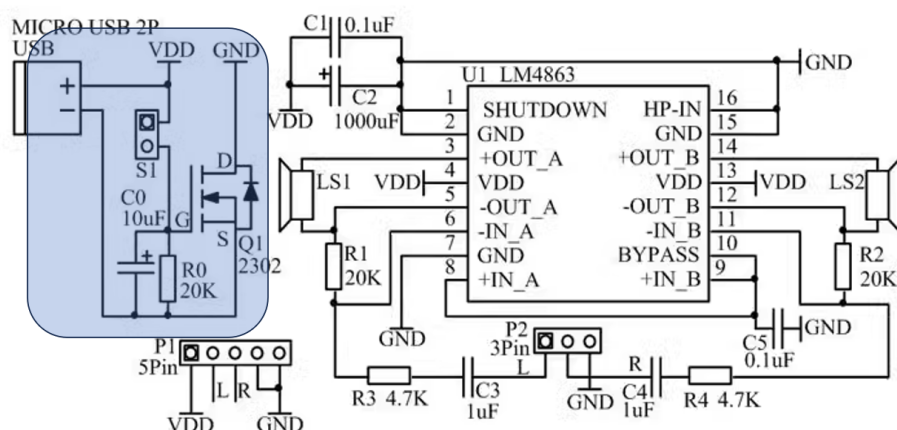 MICRO USB 2P
USB
+
−
VDD
GND
S1
C0
10uF
+
G
D
S
Q1
2302
R0
20K
P1
5Pin
L
R
VDD
GND
C1
0.1uF
+
C2
1000uF
VDD
GND
U1 LM4863
1
SHUTDOWN
2
GND
3
+OUT_A
4
VDD
5
-OUT_A
6
-IN_A
7
GND
8
+IN_A
16
HP-IN
15
GND
14
+OUT_B
13
VDD
12
-OUT_B
11
-IN_B
10
BYPASS
9
+IN_B
LS1
VDD
VDD
LS2
R1
20K
R2
20K
GND
C5
0.1uF
GND
P2
3Pin
L
R
GND
R3 4.7K
C3
1uF
C4
1uF
R4 4.7K